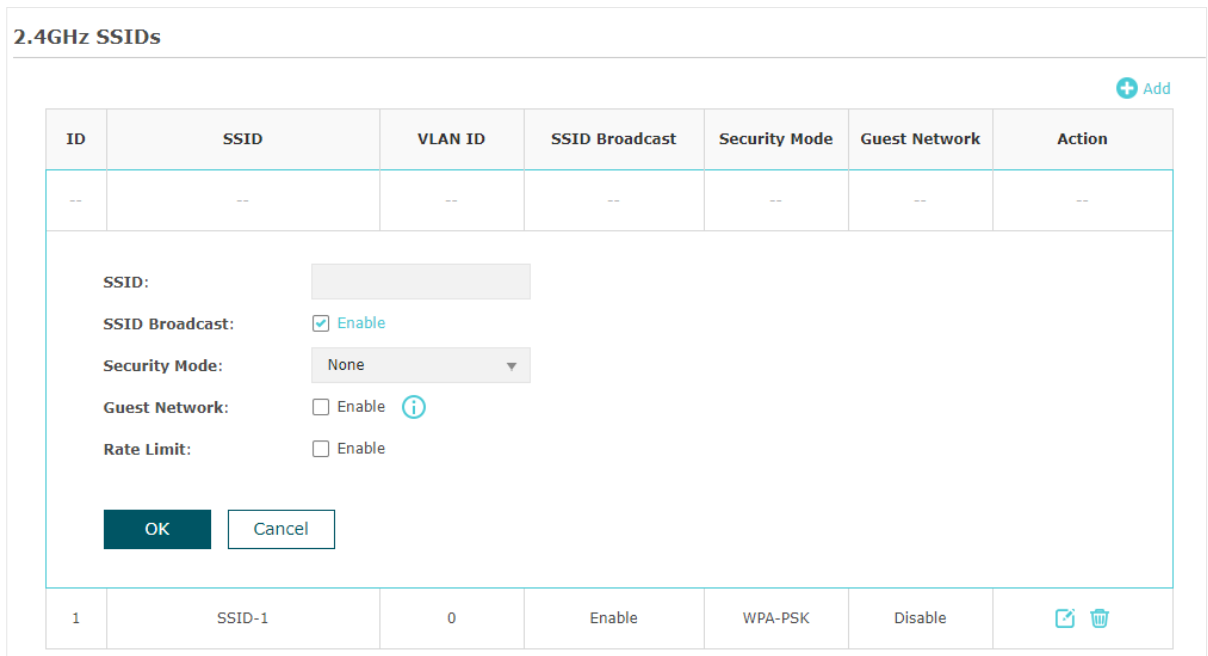 2.4GHz SSIDs
Add
ID SSID VLAN ID SSID Broadcast Security Mode Guest Network Action
-- -- -- -- -- -- --
SSID:
SSID Broadcast: Enable
Security Mode: None
Guest Network: Enable
Rate Limit: Enable
OK Cancel
1 SSID-1 0 Enable WPA-PSK Disable